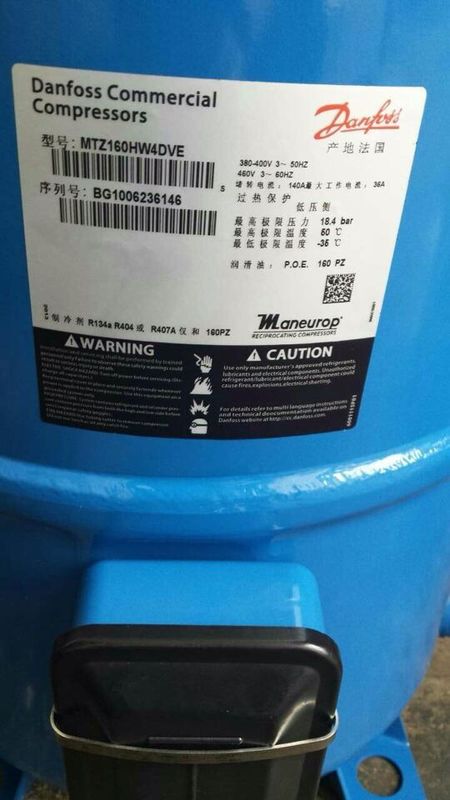 Danfoss Commercial
Compressors
Danfoss
产地法国
型号: MTZ160HW4DVE
序列号: BG1006236146
380-400V 3~ 50HZ
460V 3~ 60HZ
堵转电流: 140A最大工作电流: 36A
过热保护
低压侧
最高极限压力 18.4 bar
最高极限温度 50 ℃
最低极限温度 -35 ℃
润滑油: P.O.E. 160 PZ
制冷剂 R134a R404 或 R407A 仅和 160PZ
Maneurop®
RECIPROCATING COMPRESSORS
WARNING
CAUTION
Use only manufacturer's approved refrigerants,
lubricants and electrical components. Unauthorized
refrigerant/lubricant/electrical component could
cause fires, explosions, electrical shorting.
For details refer to multi language instructions
and technical documentation available on
Danfoss website at http://cc.danfoss.com.